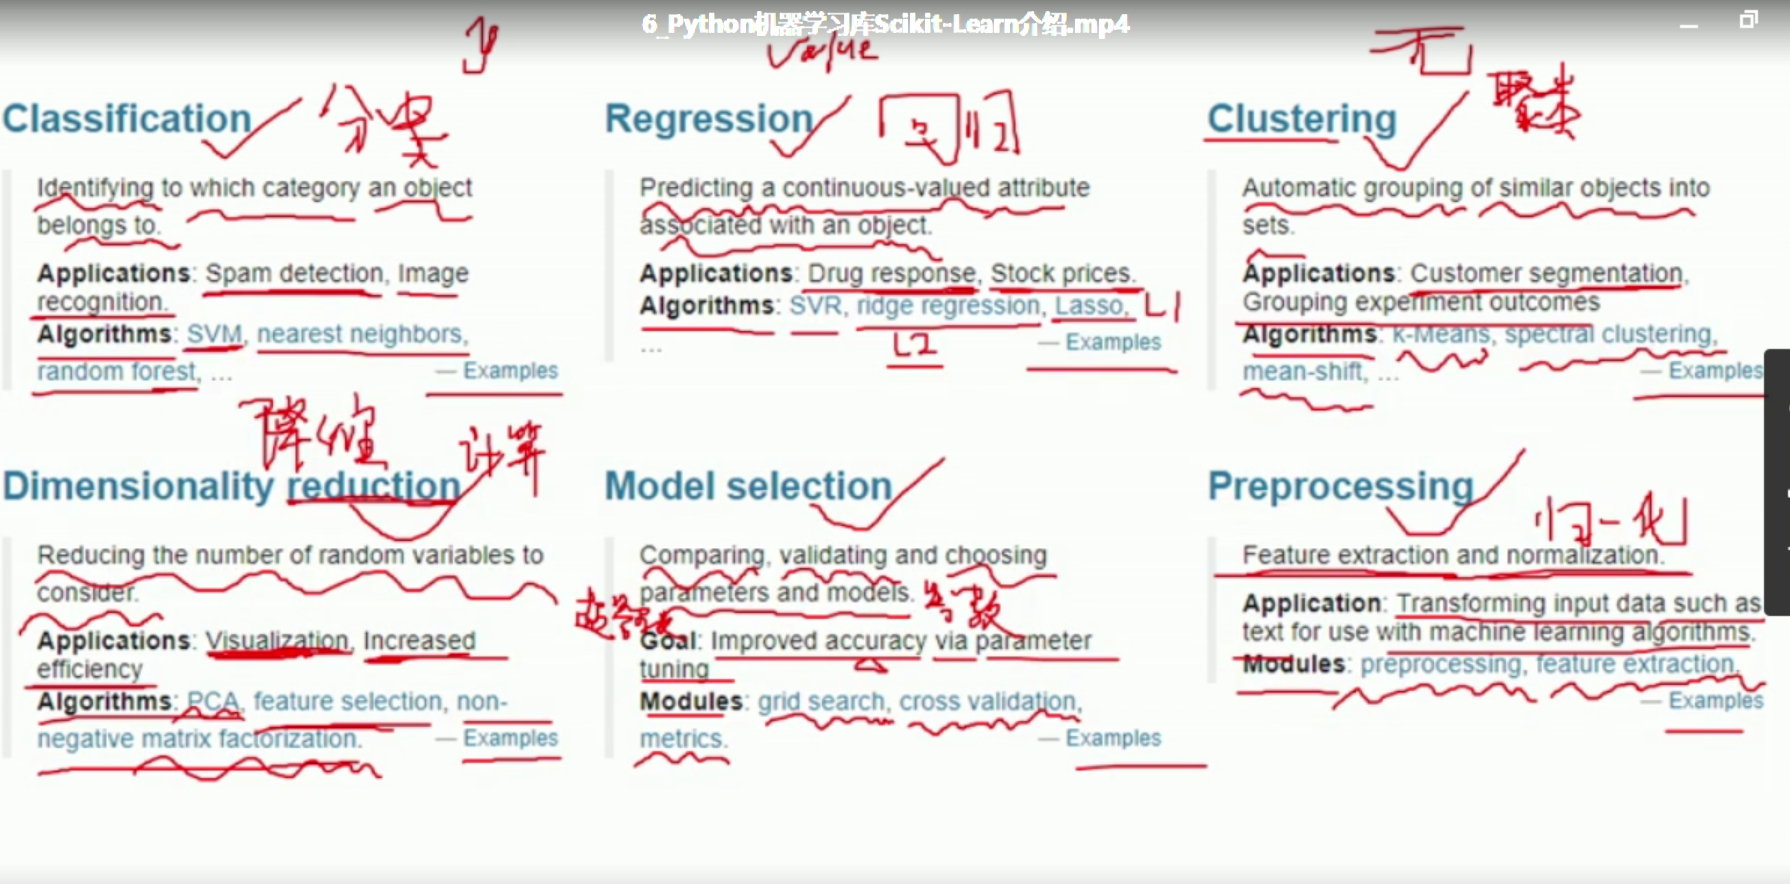 6_Python机器学习库Scikit-Learn介绍.mp4
y
value
无
Classification
分类
Identifying to which category an object
belongs to.
Applications: Spam detection, Image
recognition.
Algorithms: SVM, nearest neighbors,
random forest, ...
— Examples
Regression
回归
Predicting a continuous-valued attribute
associated with an object.
Applications: Drug response, Stock prices.
Algorithms: SVR, ridge regression, Lasso,
L1
L2
...
— Examples
Clustering
聚类
Automatic grouping of similar objects into
sets.
Applications: Customer segmentation,
Grouping experiment outcomes
Algorithms: k-Means, spectral clustering,
mean-shift, ...
— Examples
降维
计算
Dimensionality reduction
Reducing the number of random variables to
consider.
Applications: Visualization, Increased
efficiency
Algorithms: PCA, feature selection, non-
negative matrix factorization.
— Examples
Model selection
Comparing, validating and choosing
parameters and models.
超参数
Goal: Improved accuracy via parameter
tuning
Modules: grid search, cross validation,
metrics.
— Examples
Preprocessing
归一化
Feature extraction and normalization.
Application: Transforming input data such as
text for use with machine learning algorithms.
Modules: preprocessing, feature extraction.
— Examples